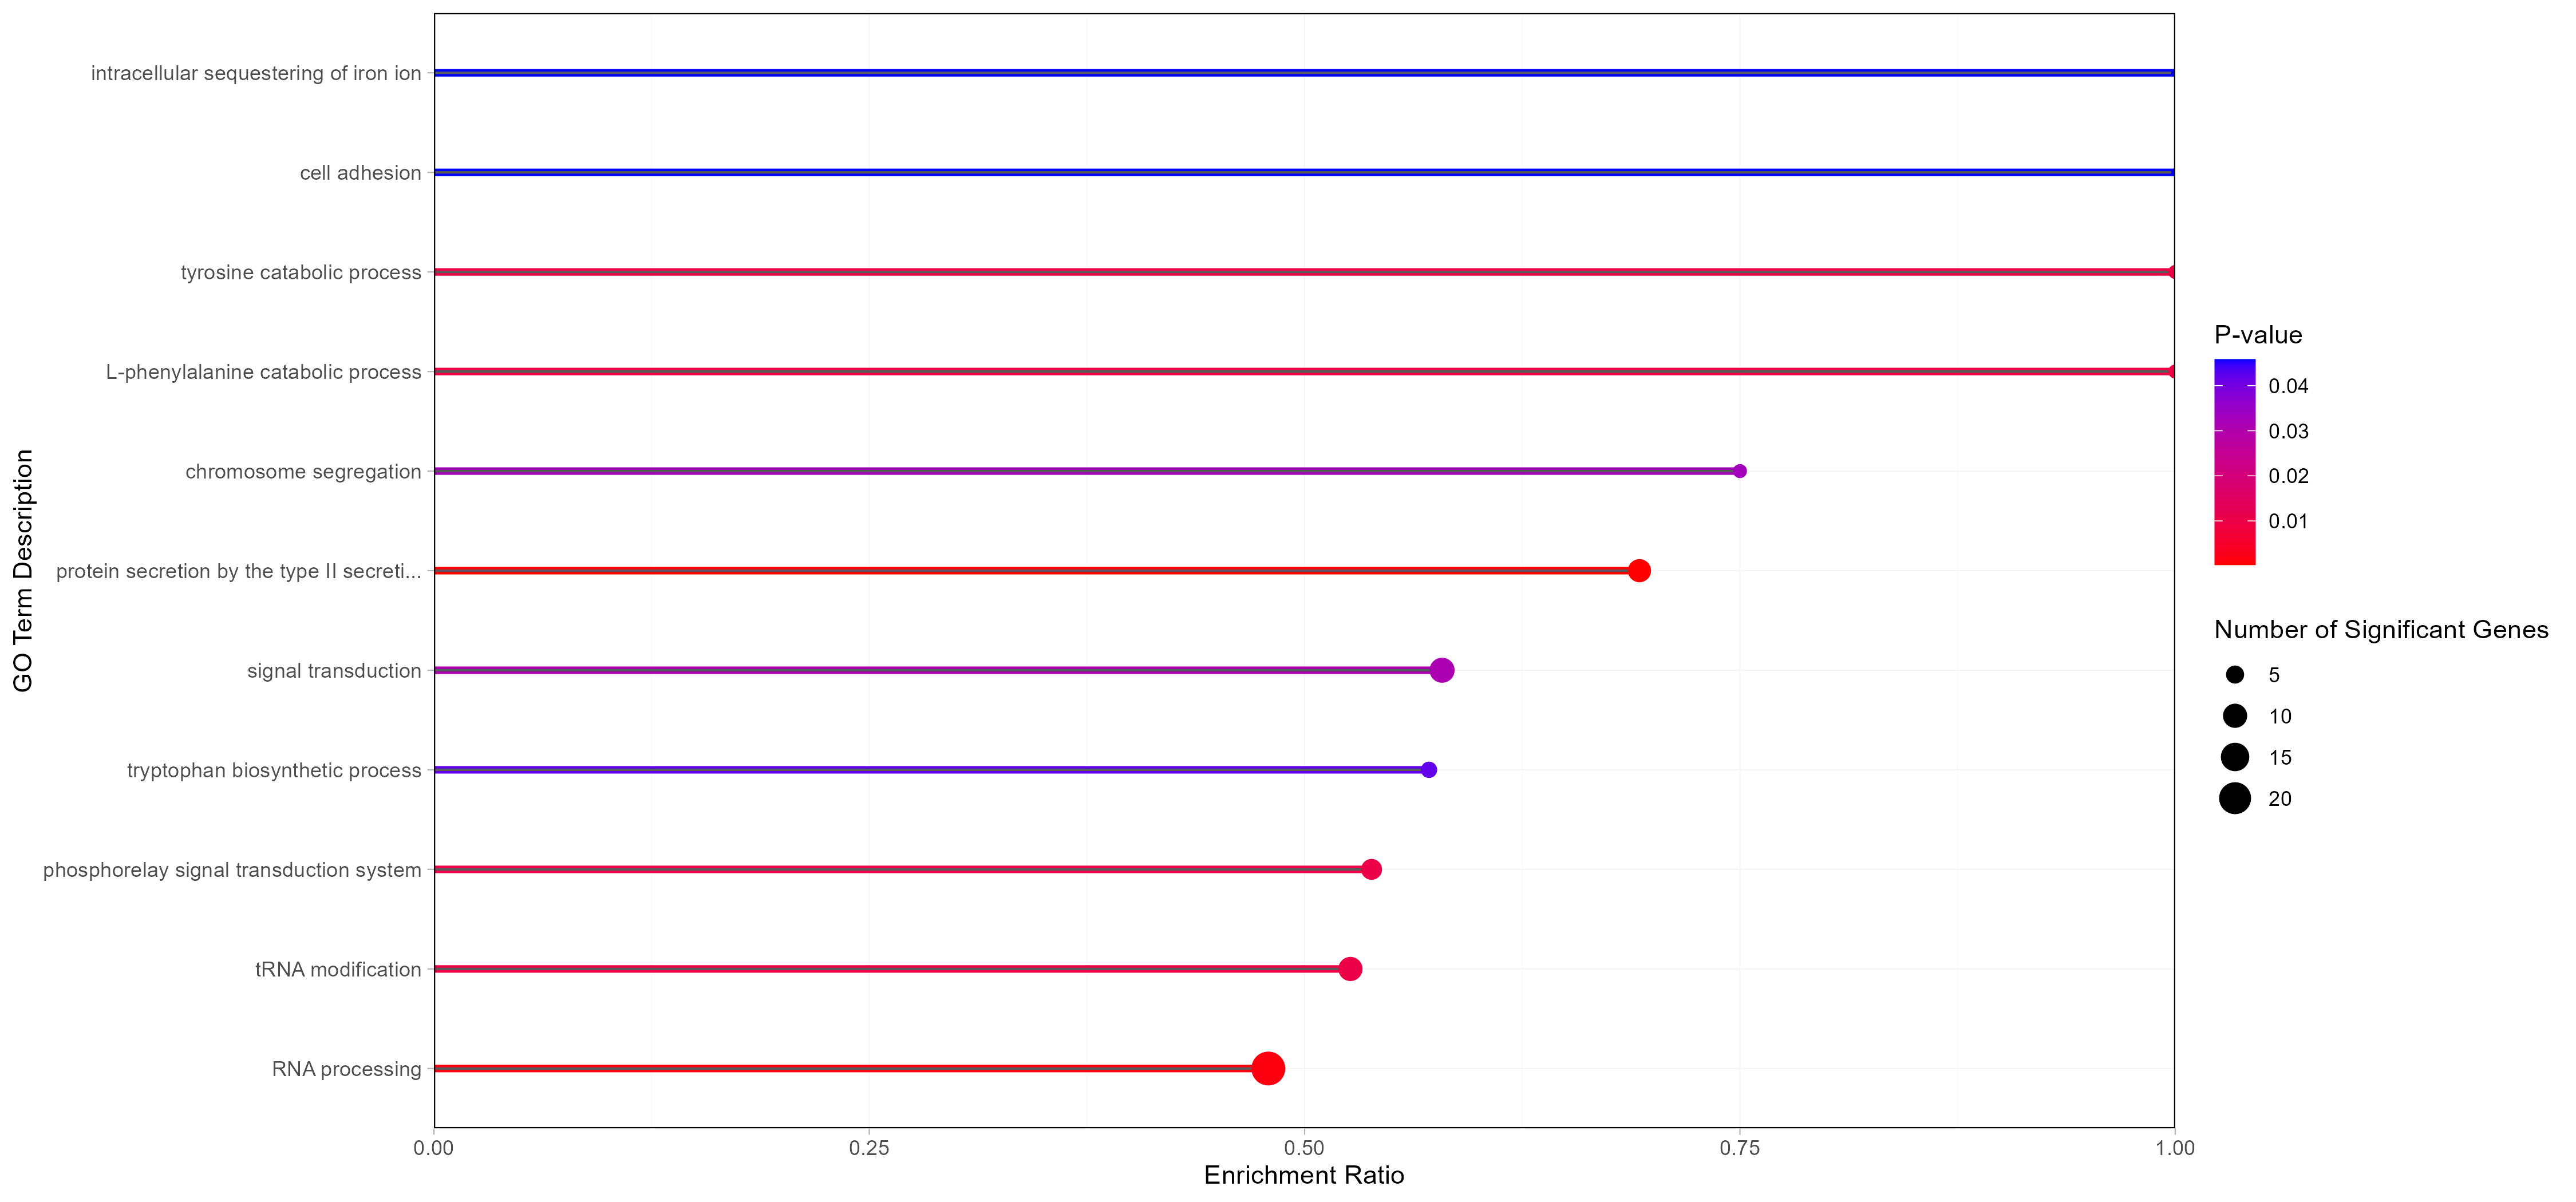 GO Term Description
intracellular sequestering of iron ion
cell adhesion
tyrosine catabolic process
L-phenylalanine catabolic process
chromosome segregation
protein secretion by the type II secreti...
signal transduction
tryptophan biosynthetic process
phosphorelay signal transduction system
tRNA modification
RNA processing
0.00 0.25 0.50 0.75 1.00
Enrichment Ratio
P-value
0.04
0.03
0.02
0.01
Number of Significant Genes
5
10
15
20